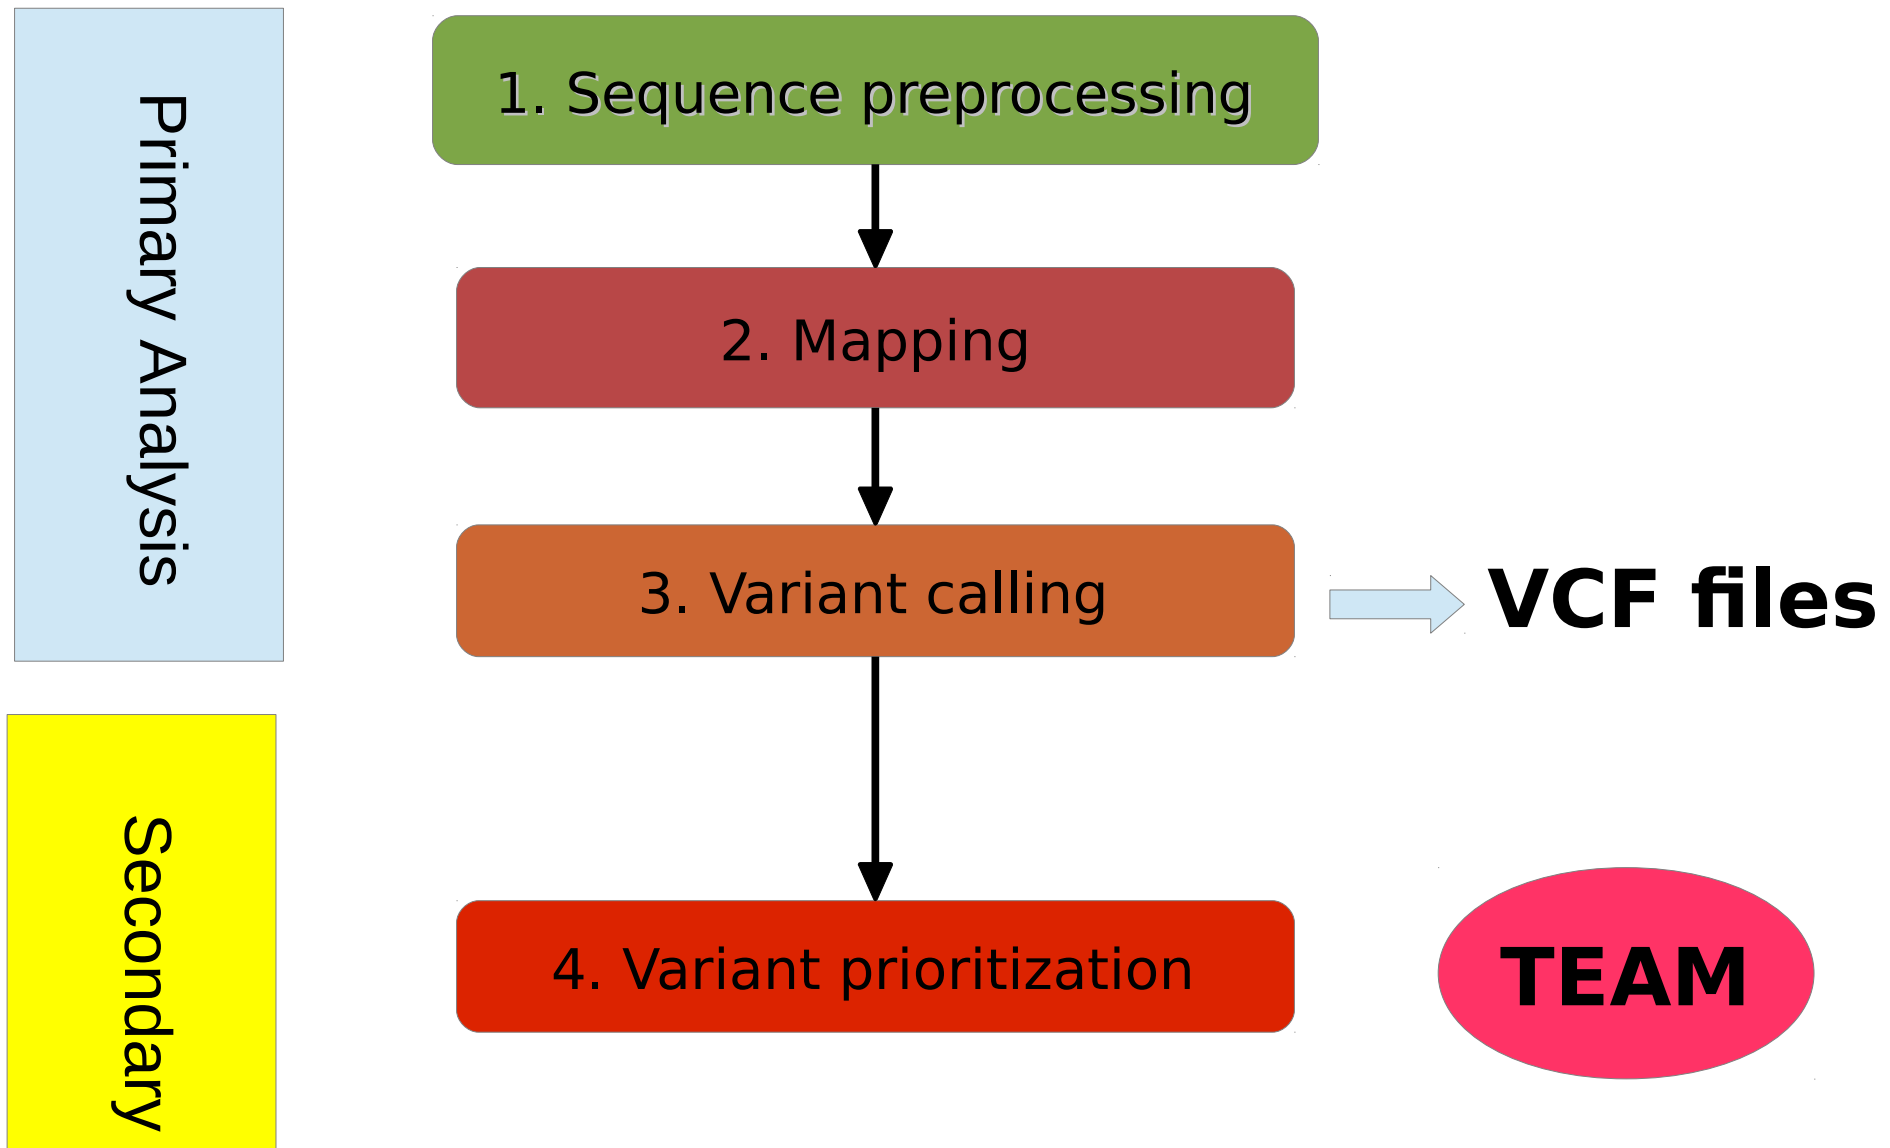 Primary Analysis
1. Sequence preprocessing
2. Mapping
3. Variant calling
VCF files
Secondary
4. Variant prioritization
TEAM